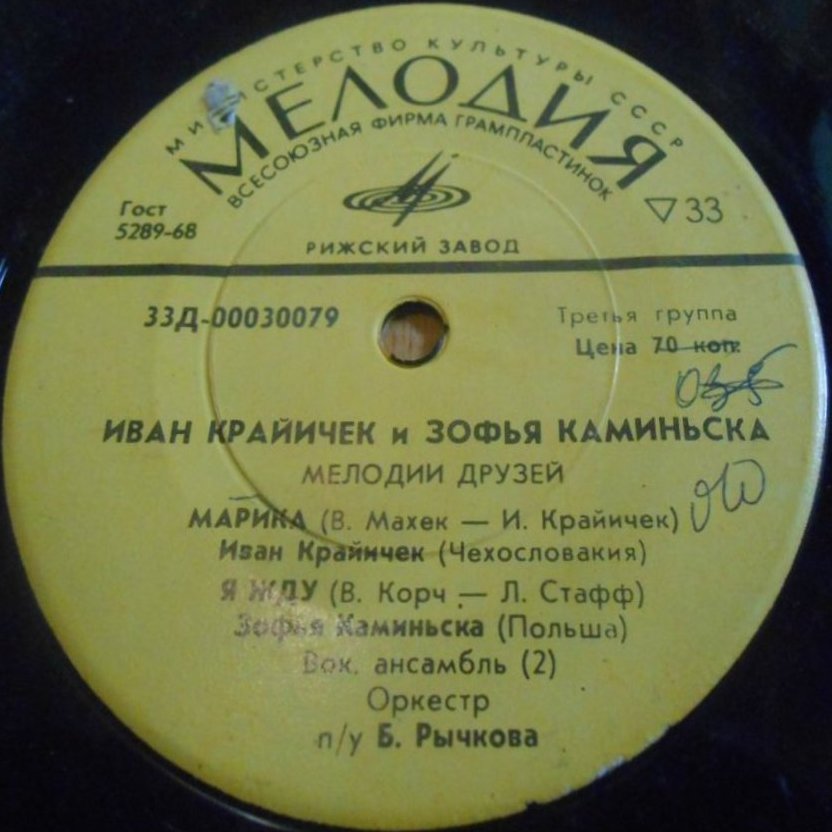 МИНИСТЕРСТВО КУЛЬТУРЫ СССР
МЕЛОДИЯ
ВСЕСОЮЗНАЯ ФИРМА ГРАМПЛАСТИНОК
Гост
5289-68
33
РИЖСКИЙ ЗАВОД
33Д-00030079
Третья группа
Цена 70 коп.
ИВАН КРАЙИЧЕК и ЗОФЬЯ КАМИНЬСКА
МЕЛОДИИ ДРУЗЕЙ
МАРИКА (В. Махек — И. Крайичек)
Иван Крайичек (Чехословакия)
Я ЖДУ (В. Корч — Л. Стафф)
Зофья Каминьска (Польша)
Вок. ансамбль (2)
Оркестр
п/у Б. Рычкова